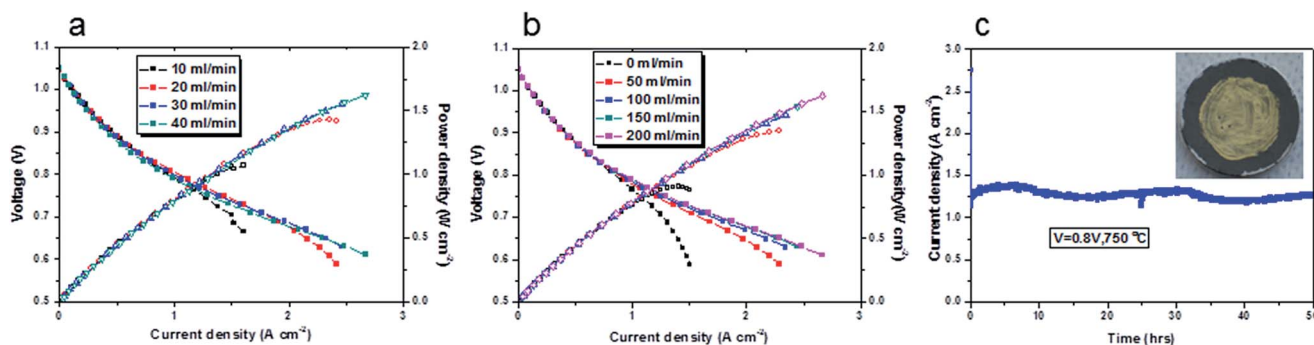 a
1.1
1.0
0.9
0.8
0.7
0.6
0.5
Voltage (V)
10 ml/min
20 ml/min
30 ml/min
40 ml/min
2.0
1.5
1.0
0.5
0.0
Power density (W cm⁻²)
0 1 2 3
Current density (A cm⁻²)
b
1.1
1.0
0.9
0.8
0.7
0.6
0.5
Voltage (V)
0 ml/min
50 ml/min
100 ml/min
150 ml/min
200 ml/min
2.0
1.5
1.0
0.5
0.0
Power density(W cm⁻²)
0 1 2 3
Current density (A cm⁻²)
c
3.0
2.5
2.0
1.5
1.0
0.5
0.0
Current density (A cm⁻²)
V=0.8V,750 °C
0 10 20 30 40 50
Time (hrs)